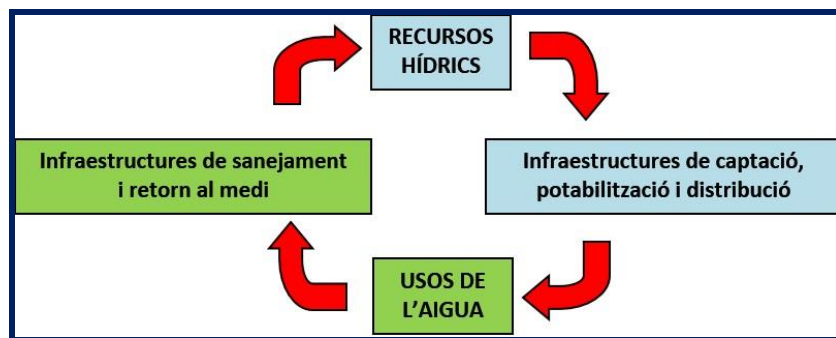 RECURSOS
HÍDRICS
Infraestructures de sanejament
i retorn al medi
Infraestructures de captació,
potabilització i distribució
USOS DE
L'AIGUA